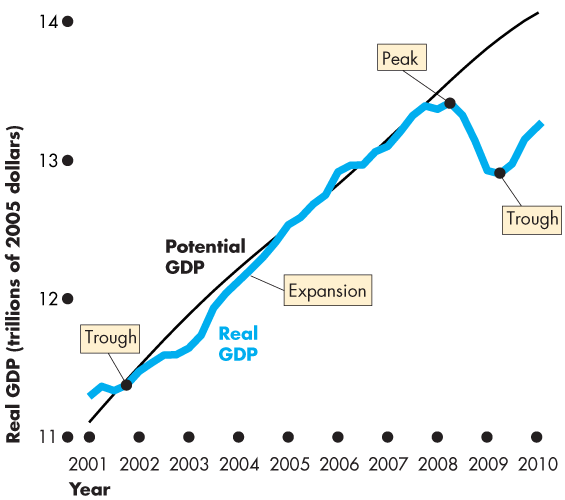 14
Peak
13
Real GDP (trillions of 2005 dollars)
Trough
Potential
GDP
Expansion
12
Trough
Real
GDP
11
2001 2002 2003 2004 2005 2006 2007 2008 2009 2010
Year